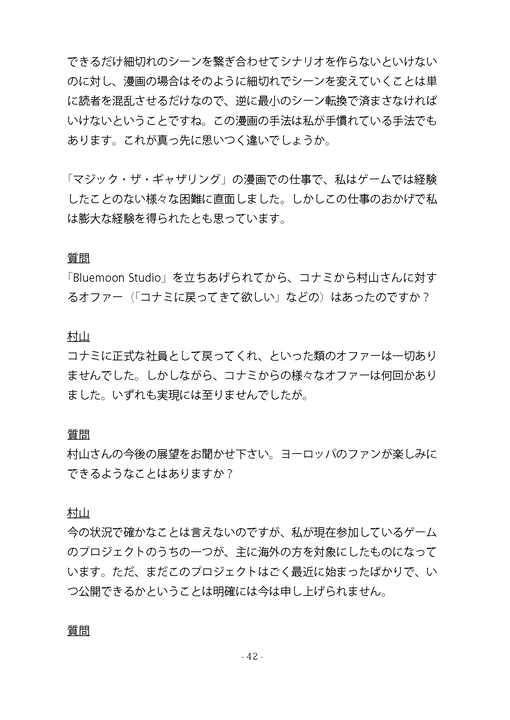 できるだけ細切れのシーンを繋ぎ合わせてシナリオを作らないといけない
のに対し、漫画の場合はそのように細切れでシーンを変えていくことは単
に読者を混乱させるだけなので、逆に最小のシーン転換で済まさなければ
いけないということですね。この漫画の手法は私が手慣れている手法でも
あります。これが真っ先に思いつく違いでしょうか。
「マジック・ザ・ギャザリング」の漫画での仕事で、私はゲームでは経験
したことのない様々な困難に直面しました。しかしこの仕事のおかげで私
は膨大な経験を得られたとも思っています。
質問
「Bluemoon Studio」を立ちあげられてから、コナミから村山さんに対す
るオファー（「コナミに戻ってきて欲しい」などの）はあったのですか？
村山
コナミに正式な社員として戻ってくれ、といった類のオファーは一切あり
ませんでした。しかしながら、コナミからの様々なオファーは何回かあり
ました。いずれも実現には至りませんでしたが。
質問
村山さんの今後の展望をお聞かせ下さい。ヨーロッパのファンが楽しみに
できるようなことはありますか？
村山
今の状況で確かなことは言えないのですが、私が現在参加しているゲーム
のプロジェクトのうちの一つが、主に海外の方を対象にしたものになって
います。ただ、まだこのプロジェクトはごく最近に始まったばかりで、い
つ公開できるかということは明確には今は申し上げられません。
質問
- 42 -